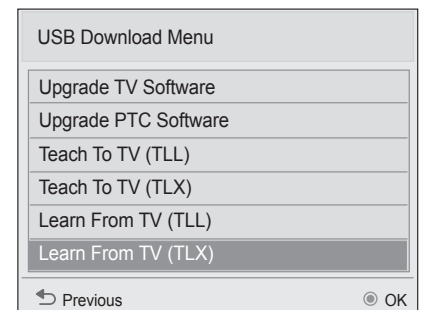 USB Download Menu
Upgrade TV Software
Upgrade PTC Software
Teach To TV (TLL)
Teach To TV (TLX)
Learn From TV (TLL)
Learn From TV (TLX)
Previous OK